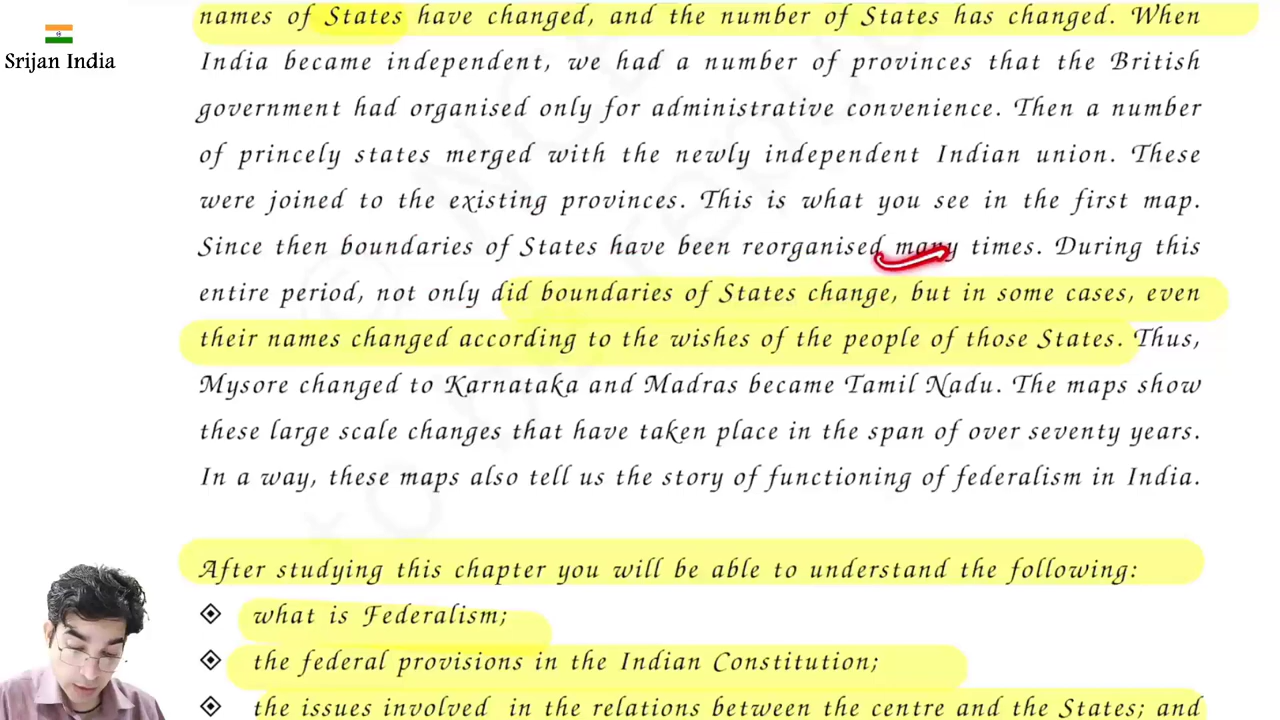 names of States have changed, and the number of States has changed. When
Srijan India
India became independent, we had a number of provinces that the British
government had organised only for administrative convenience. Then a number
of princely states merged with the newly independent Indian union. These
were joined to the existing provinces. This is what you see in the first map.
Since then boundaries of States have been reorganised many times. During this
entire period, not only did boundaries of States change, but in some cases, even
their names changed according to the wishes of the people of those States. Thus,
Mysore changed to Karnataka and Madras became Tamil Nadu. The maps show
these large scale changes that have taken place in the span of over seventy years.
In a way, these maps also tell us the story of functioning of federalism in India.
After studying this chapter you will be able to understand the following:
what is Federalism;
the federal provisions in the Indian Constitution;
the issues involved in the relations between the centre and the States; and